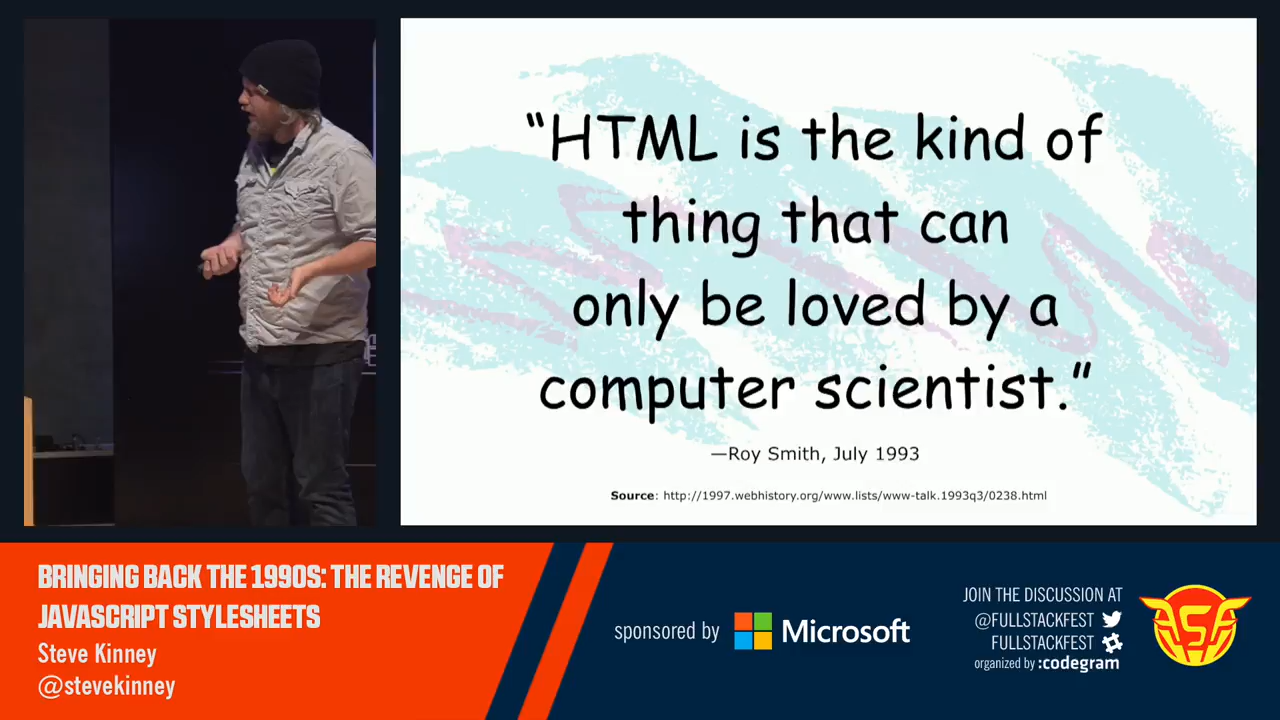 “HTML is the kind of
thing that can
only be loved by a
computer scientist.”
—Roy Smith, July 1993
Source: http://1997.webhistory.org/www.lists/www-talk.1993q3/0238.html
BRINGING BACK THE 1990S: THE REVENGE OF
JAVASCRIPT STYLESHEETS
Steve Kinney
@stevekinney
sponsored by Microsoft
JOIN THE DISCUSSION AT
@FULLSTACKFEST
FULLSTACKFEST
organized by :codegram
FSF